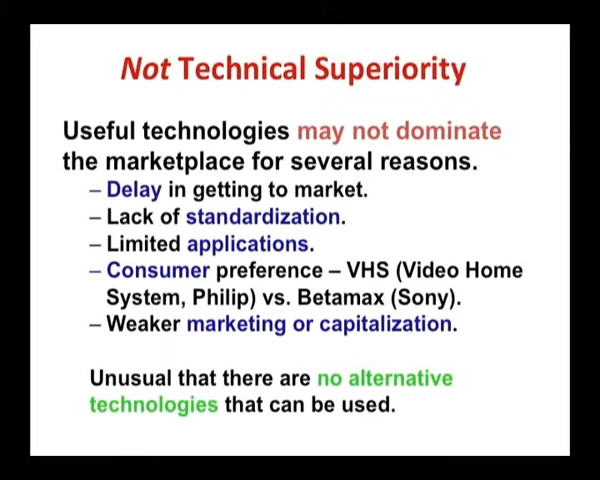 Not Technical Superiority
Useful technologies may not dominate
the marketplace for several reasons.
– Delay in getting to market.
– Lack of standardization.
– Limited applications.
– Consumer preference – VHS (Video Home
System, Philip) vs. Betamax (Sony).
– Weaker marketing or capitalization.
Unusual that there are no alternative
technologies that can be used.